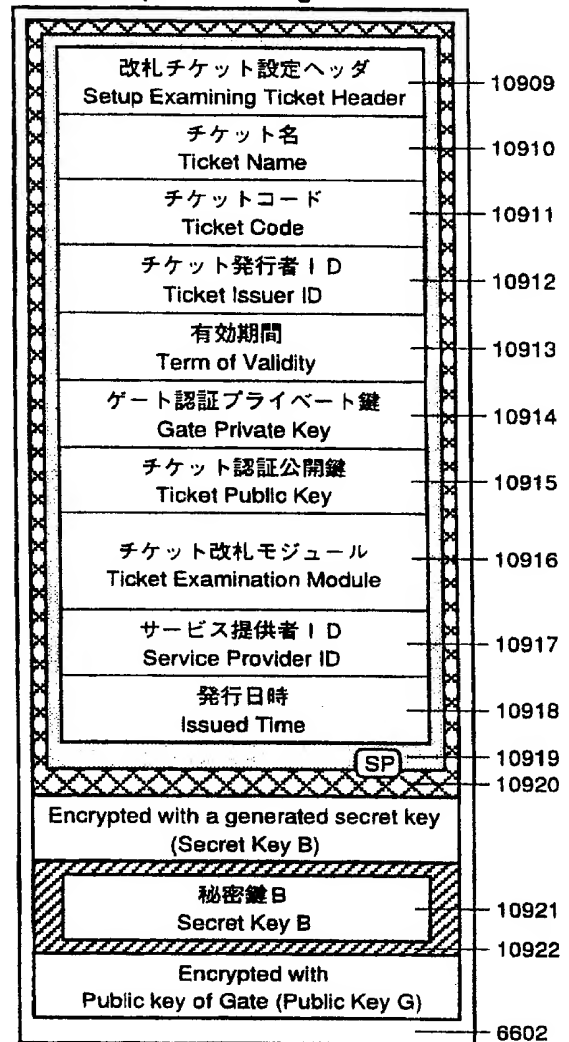 改札チケット設定ヘッダ
Setup Examining Ticket Header
10909
チケット名
Ticket Name
10910
チケットコード
Ticket Code
10911
チケット発行者ID
Ticket Issuer ID
10912
有効期間
Term of Validity
10913
ゲート認証プライベート鍵
Gate Private Key
10914
チケット認証公開鍵
Ticket Public Key
10915
チケット改札モジュール
Ticket Examination Module
10916
サービス提供者ID
Service Provider ID
10917
発行日時
Issued Time
10918
SP
10919
10920
Encrypted with a generated secret key
(Secret Key B)
秘密鍵B
Secret Key B
10921
10922
Encrypted with
Public key of Gate (Public Key G)
6602